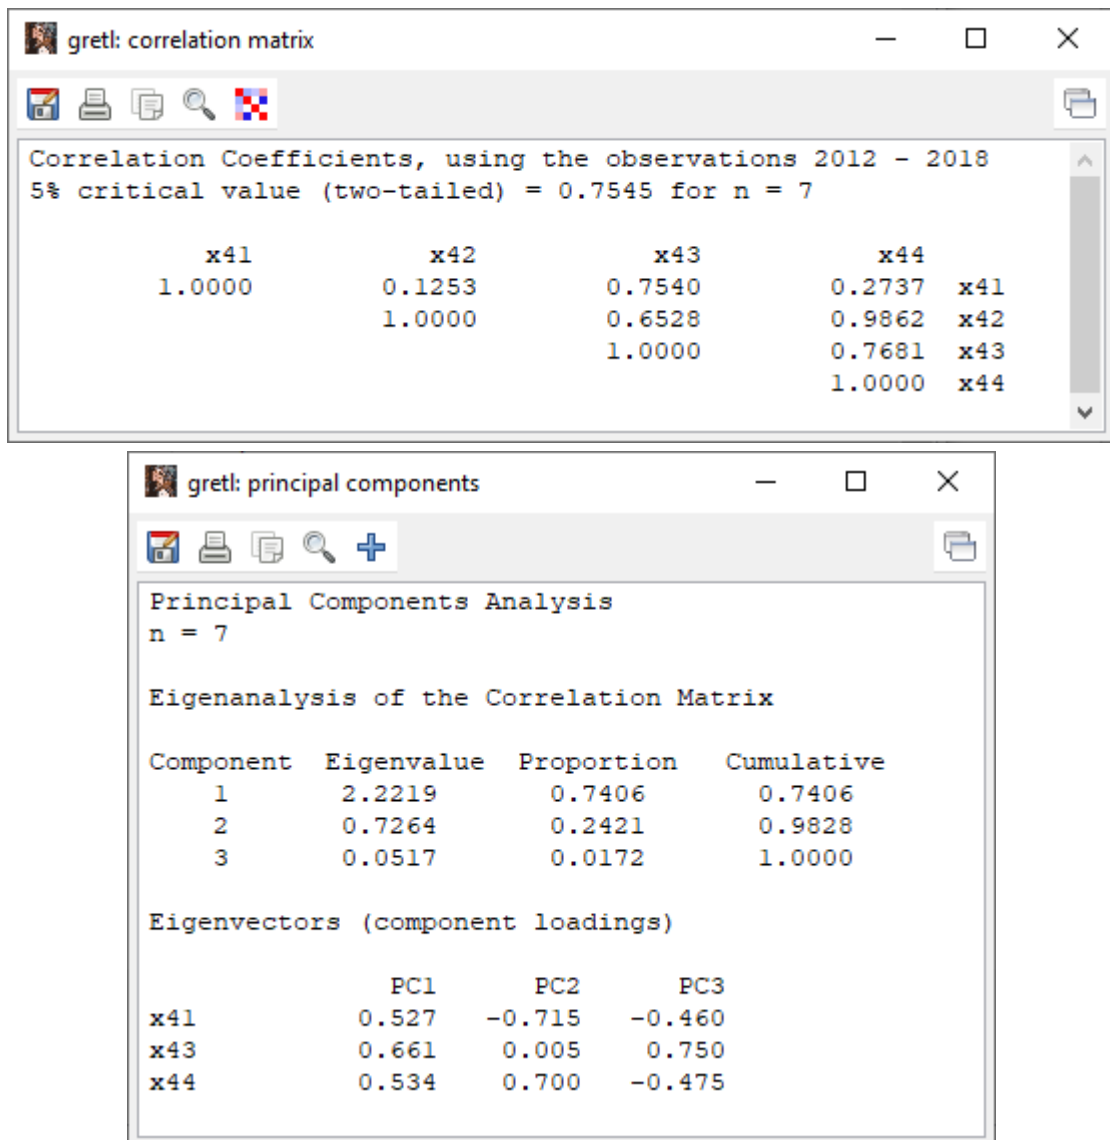 gretl: correlation matrix
Correlation Coefficients, using the observations 2012 - 2018
5% critical value (two-tailed) = 0.7545 for n = 7
x41 x42 x43 x44
1.0000 0.1253 0.7540 0.2737 x41
1.0000 0.6528 0.9862 x42
1.0000 0.7681 x43
1.0000 x44
gretl: principal components
Principal Components Analysis
n = 7
Eigenanalysis of the Correlation Matrix
Component Eigenvalue Proportion Cumulative
1 2.2219 0.7406 0.7406
2 0.7264 0.2421 0.9828
3 0.0517 0.0172 1.0000
Eigenvectors (component loadings)
PC1 PC2 PC3
x41 0.527 -0.715 -0.460
x43 0.661 0.005 0.750
x44 0.534 0.700 -0.475